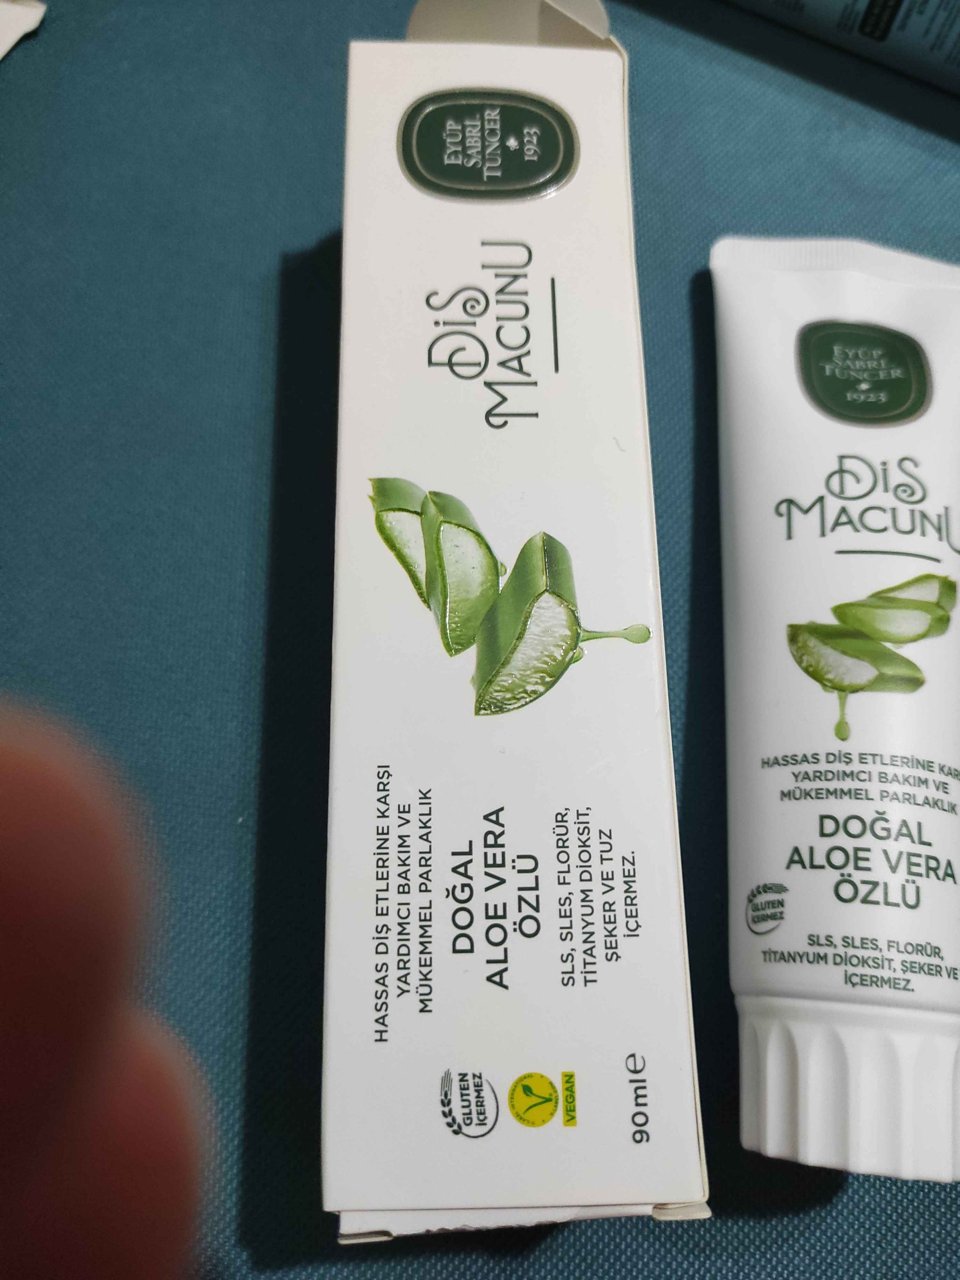 EYÜP
SABRİ
TUNCER
1923
DİŞ
MACUNU
HASSAS DİŞ ETLERİNE KARŞI
YARDIMCI BAKIM VE
MÜKEMMEL PARLAKLIK
DOĞAL
ALOE VERA
ÖZLÜ
SLS, SLES, FLORÜR,
TİTANYUM DİOKSİT,
ŞEKER VE TUZ
İÇERMEZ.
GLUTEN
İÇERMEZ
VEGAN
90 ml e
EYÜP
SABRİ
TUNCER
1923
DİŞ
MACUNU
HASSAS DİŞ ETLERİNE KAR
YARDIMCI BAKIM VE
MÜKEMMEL PARLAKLIK
DOĞAL
ALOE VERA
ÖZLÜ
GLUTEN
İÇERMEZ
SLS, SLES, FLORÜR,
TİTANYUM DİOKSİT, ŞEKER VE
İÇERMEZ.